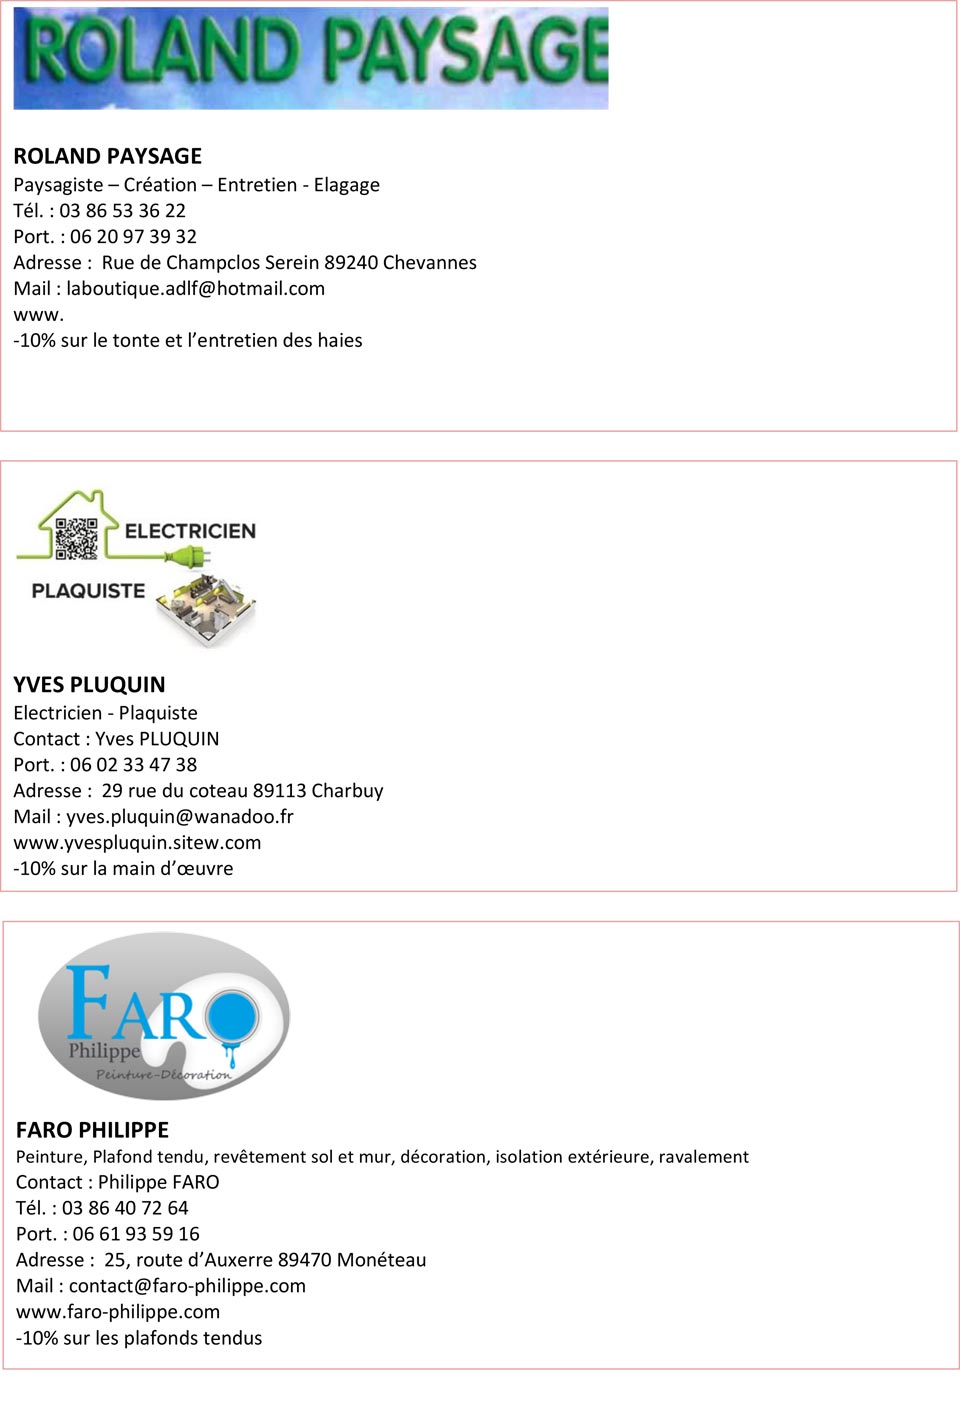 ROLAND PAYSAGE
ROLAND PAYSAGE
Paysagiste – Création – Entretien - Elagage
Tél. : 03 86 53 36 22
Port. : 06 20 97 39 32
Adresse :  Rue de Champclos Serein 89240 Chevannes
Mail : laboutique.adlf@hotmail.com
www.
-10% sur le tonte et l’entretien des haies
ELECTRICIEN
PLAQUISTE
YVES PLUQUIN
Electricien - Plaquiste
Contact : Yves PLUQUIN
Port. : 06 02 33 47 38
Adresse :  29 rue du coteau 89113 Charbuy
Mail : yves.pluquin@wanadoo.fr
www.yvespluquin.sitew.com
-10% sur la main d’œuvre
FARO
Philippe
Peinture-Décoration
FARO PHILIPPE
Peinture, Plafond tendu, revêtement sol et mur, décoration, isolation extérieure, ravalement
Contact : Philippe FARO
Tél. : 03 86 40 72 64
Port. : 06 61 93 59 16
Adresse :  25, route d’Auxerre 89470 Monéteau
Mail : contact@faro-philippe.com
www.faro-philippe.com
-10% sur les plafonds tendus